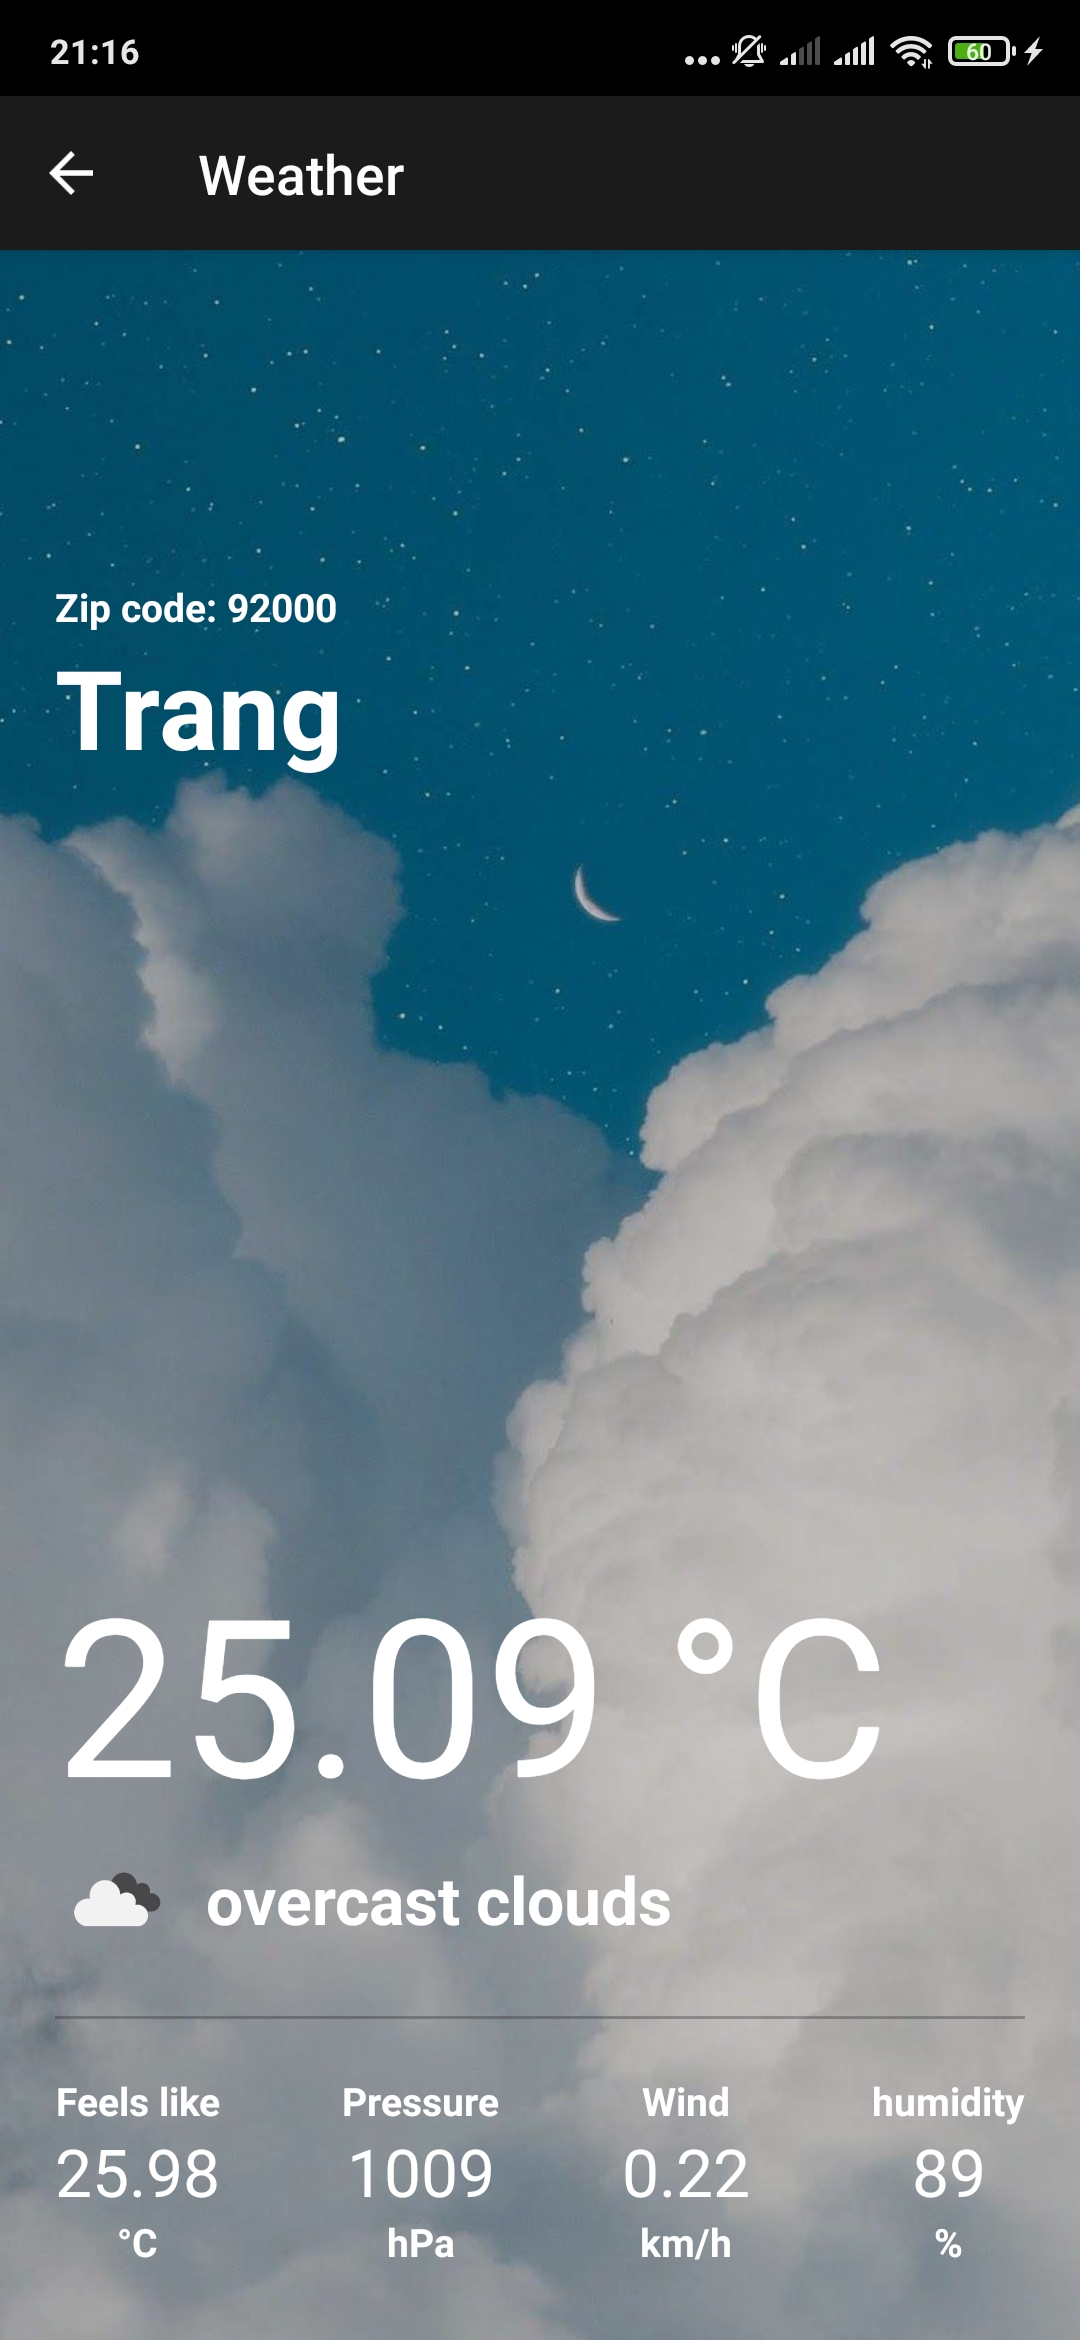 21:16
60
Weather
Zip code: 92000
Trang
25.09 °C
overcast clouds
Feels like Pressure Wind humidity
25.98 1009 0.22 89
°C hPa km/h %